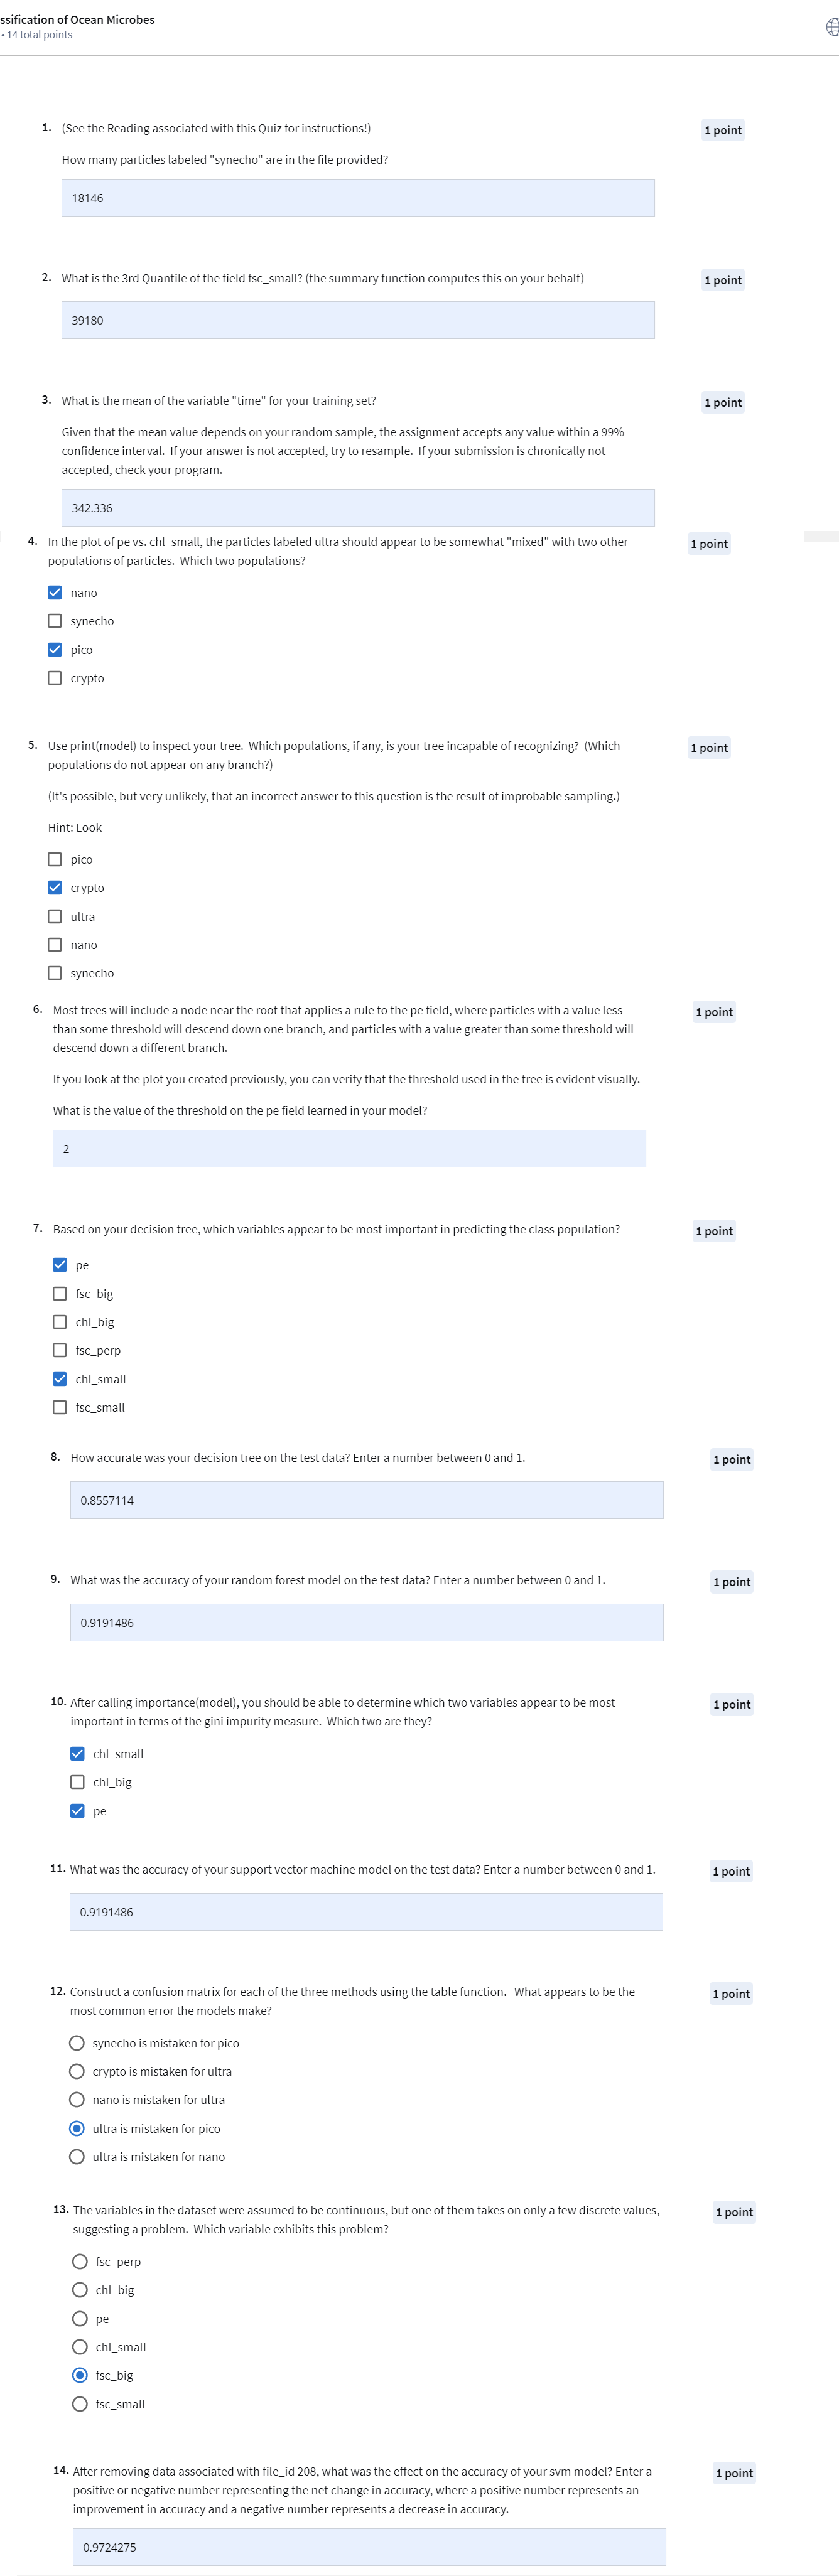 ssification of Ocean Microbes
• 14 total points
1. (See the Reading associated with this Quiz for instructions!)
1 point
How many particles labeled "synecho" are in the file provided?
18146
2. What is the 3rd Quantile of the field fsc_small? (the summary function computes this on your behalf)
1 point
39180
3. What is the mean of the variable "time" for your training set?
1 point
Given that the mean value depends on your random sample, the assignment accepts any value within a 99%
confidence interval. If your answer is not accepted, try to resample. If your submission is chronically not
accepted, check your program.
342.336
4. In the plot of pe vs. chl_small, the particles labeled ultra should appear to be somewhat "mixed" with two other
1 point
populations of particles. Which two populations?
nano
synecho
pico
crypto
5. Use print(model) to inspect your tree. Which populations, if any, is your tree incapable of recognizing? (Which
1 point
populations do not appear on any branch?)
(It's possible, but very unlikely, that an incorrect answer to this question is the result of improbable sampling.)
Hint: Look
pico
crypto
ultra
nano
synecho
6. Most trees will include a node near the root that applies a rule to the pe field, where particles with a value less
1 point
than some threshold will descend down one branch, and particles with a value greater than some threshold will
descend down a different branch.
If you look at the plot you created previously, you can verify that the threshold used in the tree is evident visually.
What is the value of the threshold on the pe field learned in your model?
2
7. Based on your decision tree, which variables appear to be most important in predicting the class population?
1 point
pe
fsc_big
chl_big
fsc_perp
chl_small
fsc_small
8. How accurate was your decision tree on the test data? Enter a number between 0 and 1.
1 point
0.8557114
9. What was the accuracy of your random forest model on the test data? Enter a number between 0 and 1.
1 point
0.9191486
10. After calling importance(model), you should be able to determine which two variables appear to be most
1 point
important in terms of the gini impurity measure. Which two are they?
chl_small
chl_big
pe
11. What was the accuracy of your support vector machine model on the test data? Enter a number between 0 and 1.
1 point
0.9191486
12. Construct a confusion matrix for each of the three methods using the table function. What appears to be the
1 point
most common error the models make?
synecho is mistaken for pico
crypto is mistaken for ultra
nano is mistaken for ultra
ultra is mistaken for pico
ultra is mistaken for nano
13. The variables in the dataset were assumed to be continuous, but one of them takes on only a few discrete values,
1 point
suggesting a problem. Which variable exhibits this problem?
fsc_perp
chl_big
pe
chl_small
fsc_big
fsc_small
14. After removing data associated with file_id 208, what was the effect on the accuracy of your svm model? Enter a
1 point
positive or negative number representing the net change in accuracy, where a positive number represents an
improvement in accuracy and a negative number represents a decrease in accuracy.
0.9724275